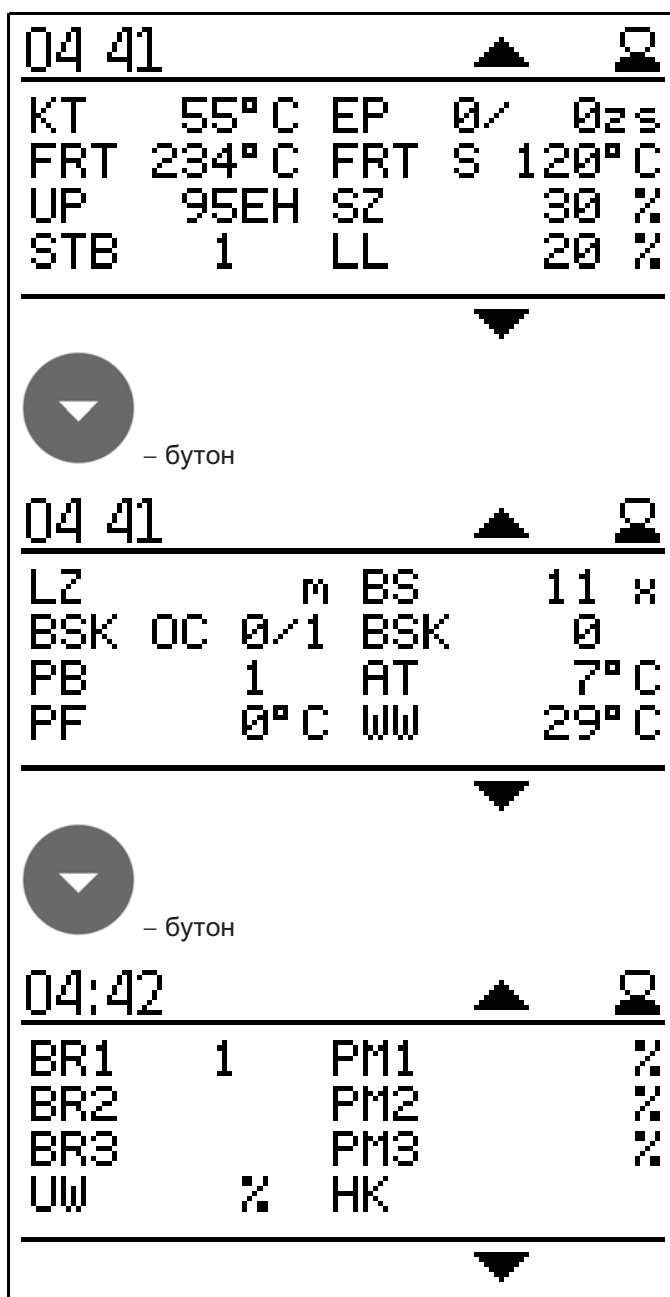 04 41
KT 55°C EP 0/ 0zs
FRT 234°C FRT S 120°C
UP 95EH SZ 30 %
STB 1 LL 20 %
– бутон
04 41
LZ m BS 11 x
BSK OC 0/1 BSK 0
PB 1 AT 7°C
PF 0°C WW 29°C
– бутон
04:42
BR1 1 PM1 %
BR2 PM2 %
BR3 PM3 %
UW % HK